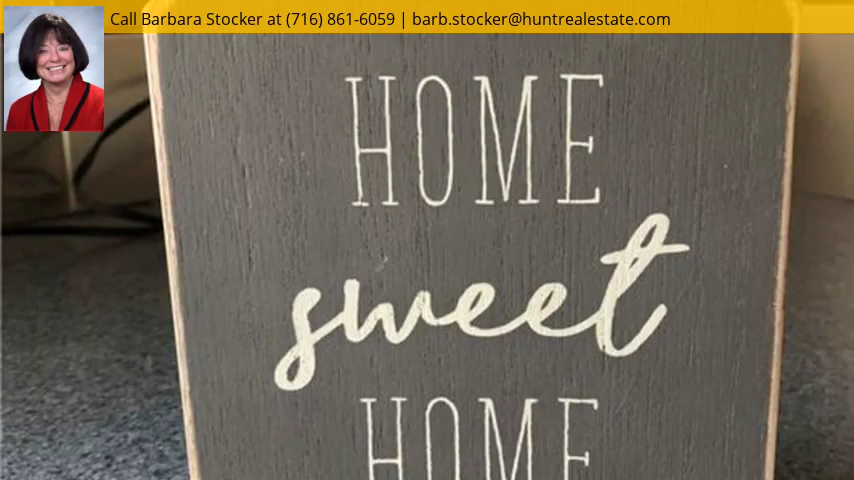 Call Barbara Stocker at (716) 861-6059 | barb.stocker@huntrealestate.com
HOME
sweet
HOME